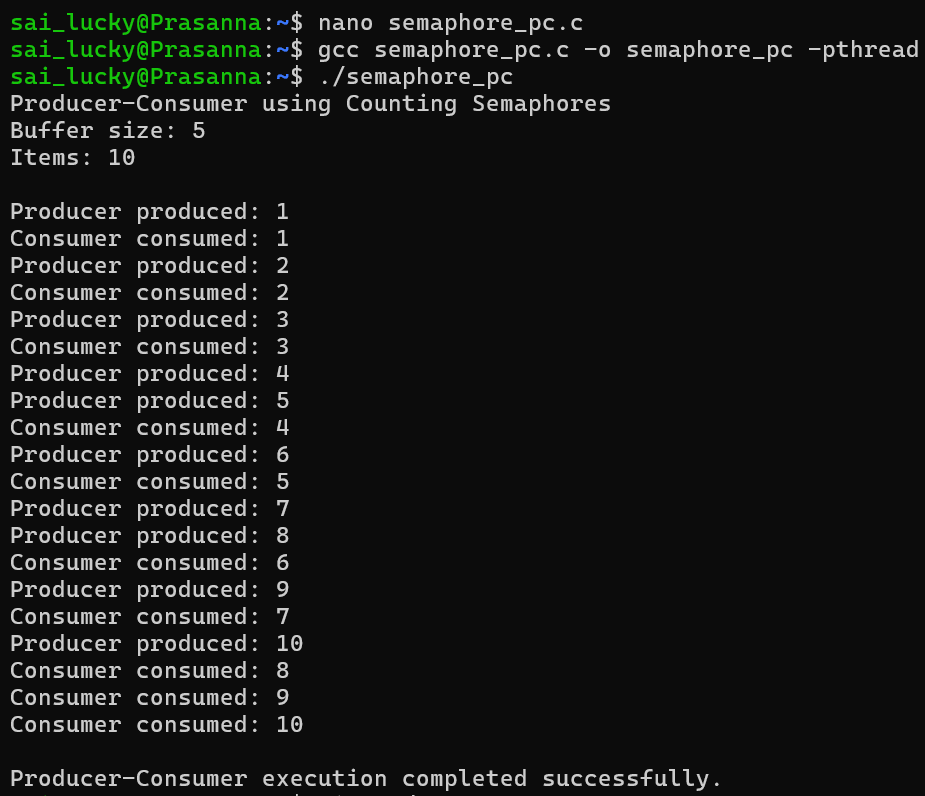 sai_lucky@Prasanna:~$ nano semaphore_pc.c
sai_lucky@Prasanna:~$ gcc semaphore_pc.c -o semaphore_pc -pthread
sai_lucky@Prasanna:~$ ./semaphore_pc
Producer-Consumer using Counting Semaphores
Buffer size: 5
Items: 10
Producer produced: 1
Consumer consumed: 1
Producer produced: 2
Consumer consumed: 2
Producer produced: 3
Consumer consumed: 3
Producer produced: 4
Producer produced: 5
Consumer consumed: 4
Producer produced: 6
Consumer consumed: 5
Producer produced: 7
Producer produced: 8
Consumer consumed: 6
Producer produced: 9
Consumer consumed: 7
Producer produced: 10
Consumer consumed: 8
Consumer consumed: 9
Consumer consumed: 10
Producer-Consumer execution completed successfully.